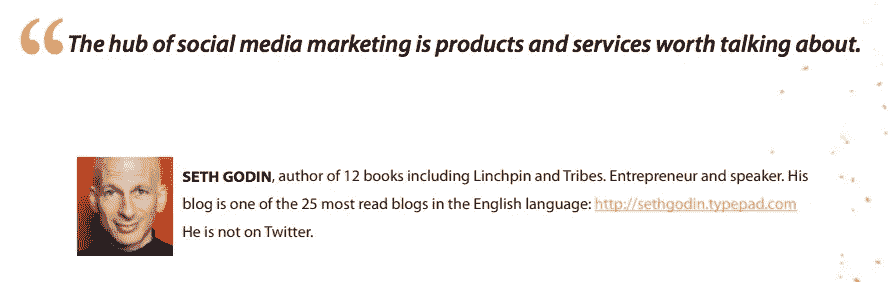 “The hub of social media marketing is products and services worth talking about.
SETH GODIN, author of 12 books including Linchpin and Tribes. Entrepreneur and speaker. His
blog is one of the 25 most read blogs in the English language: http://sethgodin.typepad.com
He is not on Twitter.